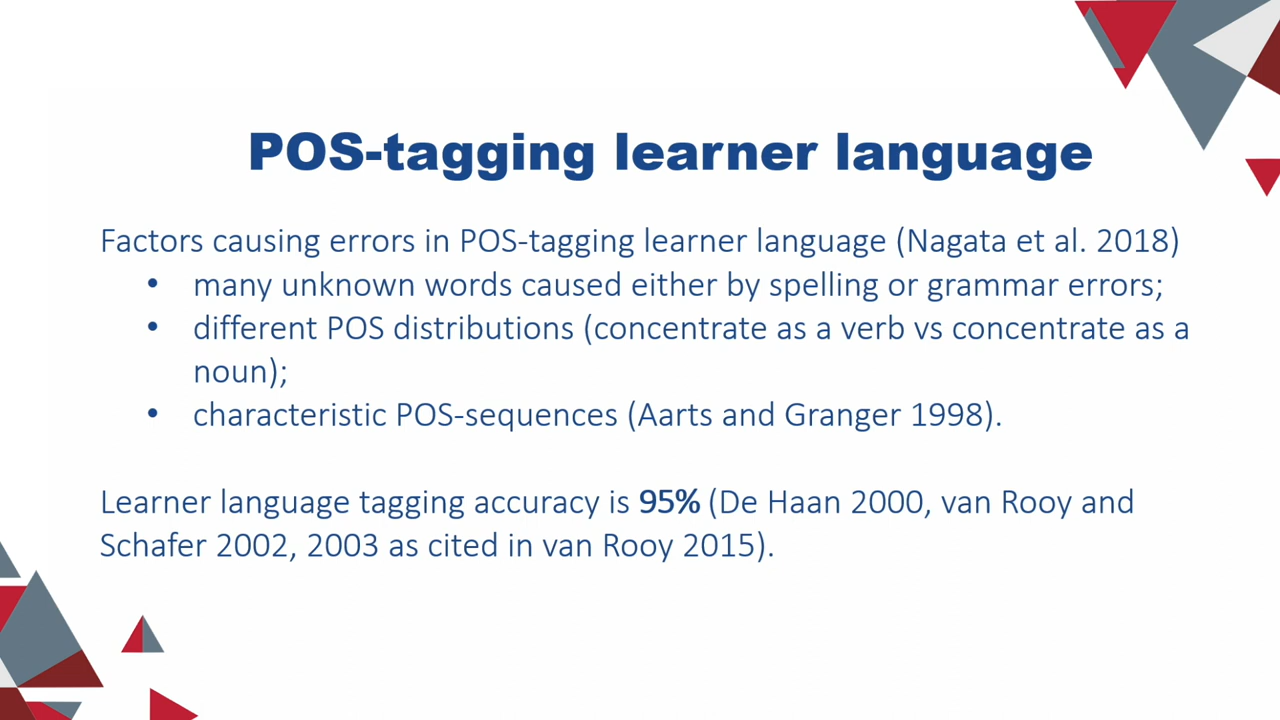 POS-tagging learner language
Factors causing errors in POS-tagging learner language (Nagata et al. 2018)
• many unknown words caused either by spelling or grammar errors;
• different POS distributions (concentrate as a verb vs concentrate as a
noun);
• characteristic POS-sequences (Aarts and Granger 1998).
Learner language tagging accuracy is 95% (De Haan 2000, van Rooy and
Schafer 2002, 2003 as cited in van Rooy 2015).